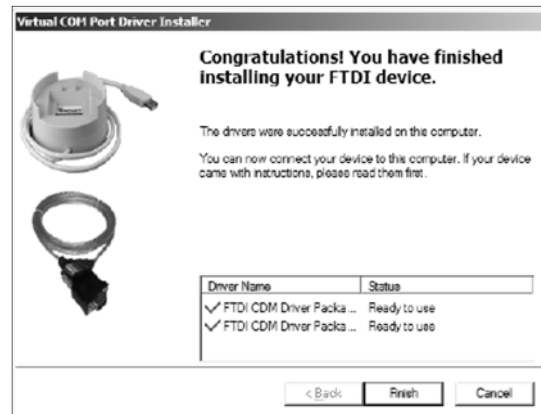 Virtual COM Port Driver Installer
Congratulations! You have finished
installing your FTDI device.
The drivers were successfully installed on this computer.
You can now connect your device to this computer. If your device
came with instructions, please read them first.
Driver Name Status
FTDI CDM Driver Packa... Ready to use
FTDI CDM Driver Packa... Ready to use
< Back Finish Cancel